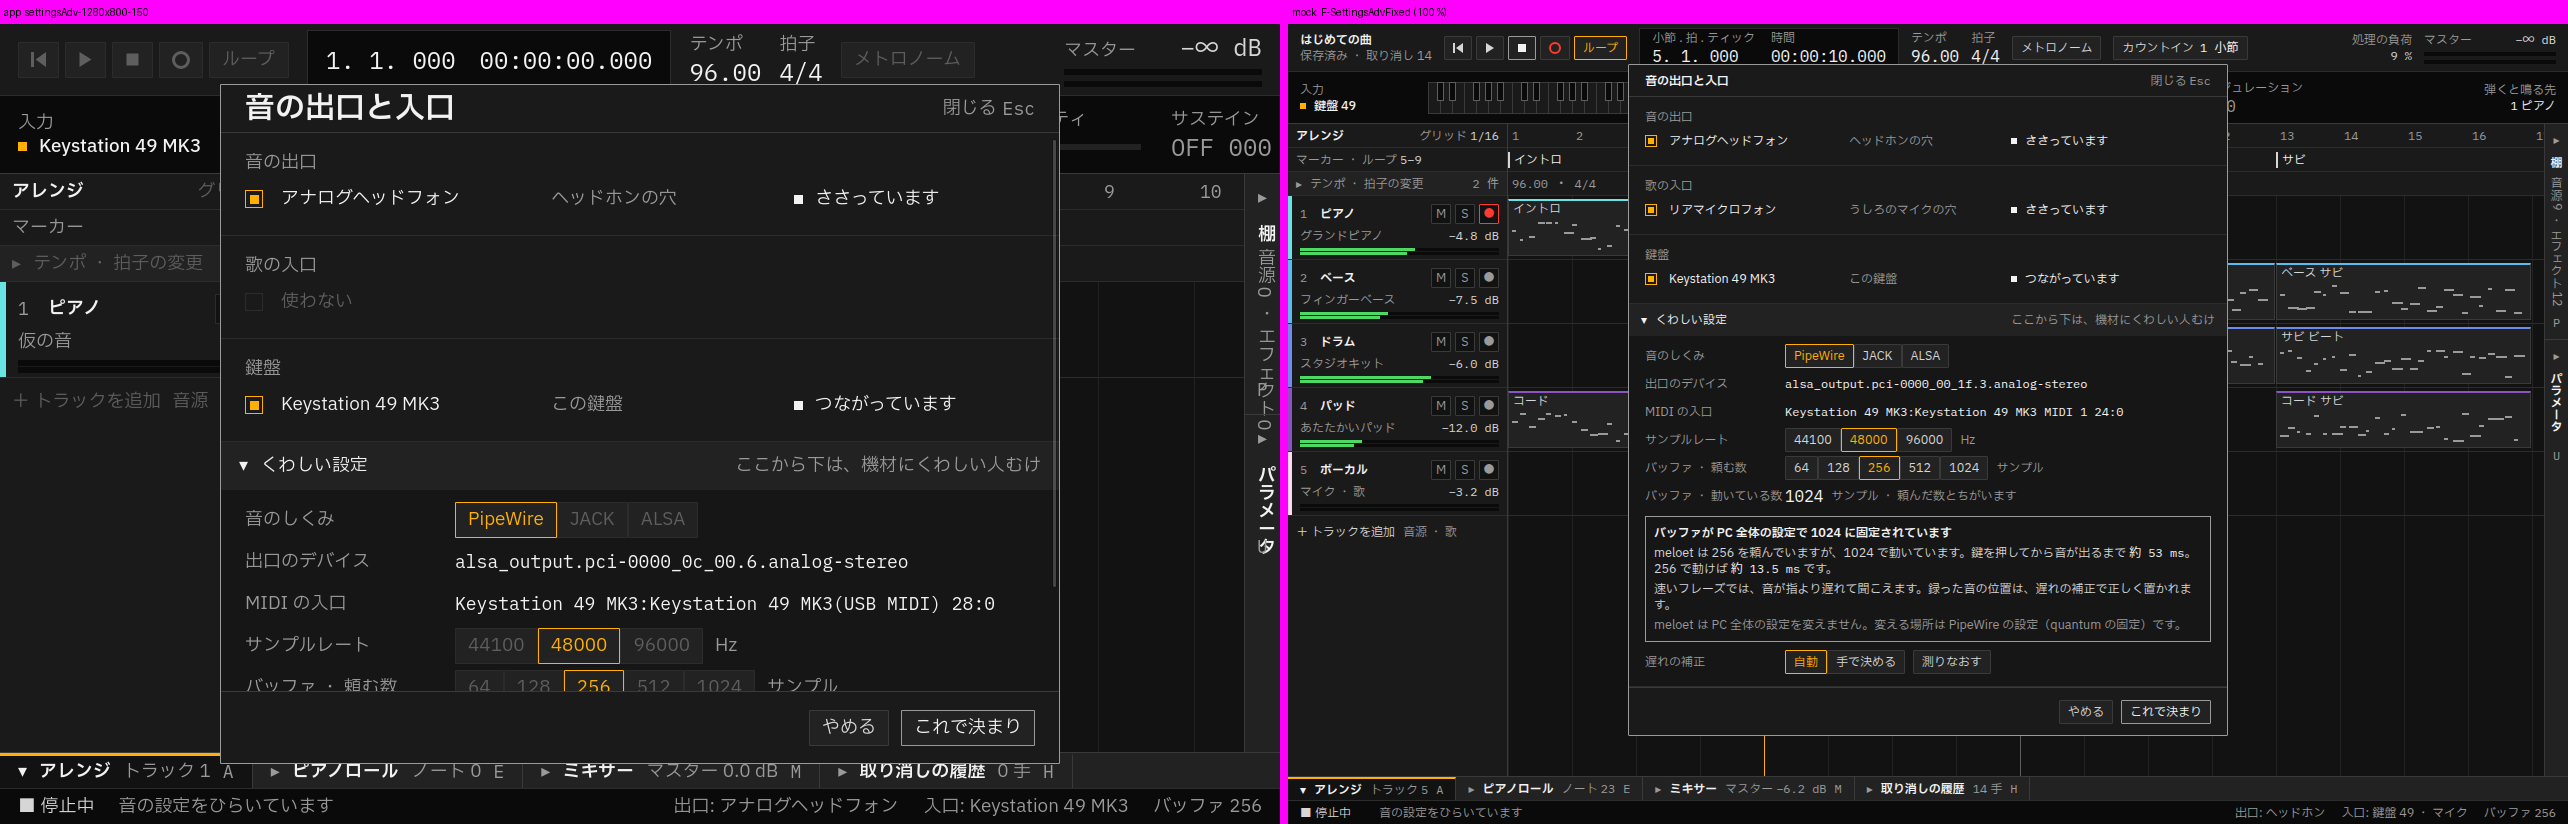 app settingsAdv-1280x800-150
ループ
1. 1. 000 00:00:00.000
テンポ
96.00
拍子
4/4
メトロノーム
マスター
−∞ dB
入力
Keystation 49 MK3
ティ
サステイン
OFF 000
アレンジ
マーカー
▸ テンポ ・ 拍子の変更
1 ピアノ
仮の音
＋ トラックを追加 音源
9
10
棚
音源 0 ・ エフェクト 0
パラメータ
音の出口と入口
閉じる Esc
音の出口
アナログヘッドフォン ヘッドホンの穴 ■ ささっています
歌の入口
使わない
鍵盤
Keystation 49 MK3 この鍵盤 ■ つながっています
▾ くわしい設定 ここから下は、機材にくわしい人むけ
音のしくみ PipeWire JACK ALSA
出口のデバイス alsa_output.pci-0000_0c_00.6.analog-stereo
MIDI の入口 Keystation 49 MK3:Keystation 49 MK3(USB MIDI) 28:0
サンプルレート 44100 48000 96000 Hz
バッファ ・ 頼む数 64 128 256 512 1024 サンプル
やめる これで決まり
▾ アレンジ トラック 1 A
▸ ピアノロール ノート 0 E
▸ ミキサー マスター 0.0 dB M
▸ 取り消しの履歴 0 手 H
■ 停止中 音の設定をひらいています
出口: アナログヘッドフォン 入口: Keystation 49 MK3 バッファ 256
mock F-SettingsAdvFixed (100%)
はじめての曲
保存済み ・ 取り消し 14
ループ
小節 . 拍 . ティック 時間
5. 1. 000 00:00:10.000
テンポ 拍子
96.00 4/4
メトロノーム
カウントイン 1 小節
処理の負荷
9 %
マスター
−∞ dB
入力
鍵盤 49
弾くと鳴る先
1 ピアノ
アレンジ グリッド 1/16
1 2
マーカー ・ ループ 5–9
イントロ
▸ テンポ ・ 拍子の変更 2 件
96.00 ・ 4/4
1 ピアノ M S
グランドピアノ −4.8 dB
イントロ
2 ベース M S
フィンガーベース −7.5 dB
3 ドラム M S
スタジオキット −6.0 dB
4 パッド M S
あたたかいパッド −12.0 dB
コード
5 ボーカル M S
マイク ・ 歌 −3.2 dB
＋ トラックを追加 音源 ・ 歌
音の出口と入口
閉じる Esc
音の出口
アナログヘッドフォン ヘッドホンの穴 ■ ささっています
歌の入口
リアマイクロフォン うしろのマイクの穴 ■ ささっています
鍵盤
Keystation 49 MK3 この鍵盤 ■ つながっています
▾ くわしい設定 ここから下は、機材にくわしい人むけ
音のしくみ PipeWire JACK ALSA
出口のデバイス alsa_output.pci-0000_00_1f.3.analog-stereo
MIDI の入口 Keystation 49 MK3:Keystation 49 MK3 MIDI 1 24:0
サンプルレート 44100 48000 96000 Hz
バッファ ・ 頼む数 64 128 256 512 1024 サンプル
バッファ ・ 動いている数 1024 サンプル ・ 頼んだ数とちがいます
バッファが PC 全体の設定で 1024 に固定されています
meloet は 256 を頼んでいますが、1024 で動いています。鍵を押してから音が出るまで 約 53 ms。
256 で動けば 約 13.5 ms です。
速いフレーズでは、音が指より遅れて聞こえます。録った音の位置は、遅れの補正で正しく置かれま
す。
meloet は PC 全体の設定を変えません。変える場所は PipeWire の設定（quantum の固定）です。
遅れの補正 自動 手で決める 測りなおす
やめる これで決まり
13 14 15 16
サビ
ベース サビ
サビ ビート
コード サビ
棚
音源 9 ・ エフェクト 12
P
パラメータ
U
▾ アレンジ トラック 5 A
▸ ピアノロール ノート 23 E
▸ ミキサー マスター −6.2 dB M
▸ 取り消しの履歴 14 手 H
■ 停止中 音の設定をひらいています
出口: ヘッドホン 入口: 鍵盤 49 ・ マイク バッファ 256